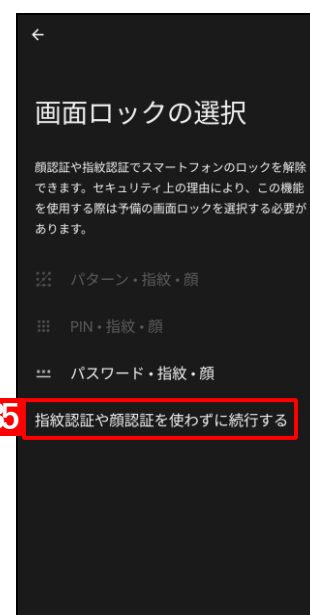 画面ロックの選択
顔認証や指紋認証でスマートフォンのロックを解除
できます。セキュリティ上の理由により、この機能
を使用する際は予備の画面ロックを選択する必要が
あります。
パターン・指紋・顔
PIN・指紋・顔
パスワード・指紋・顔
指紋認証や顔認証を使わずに続行する